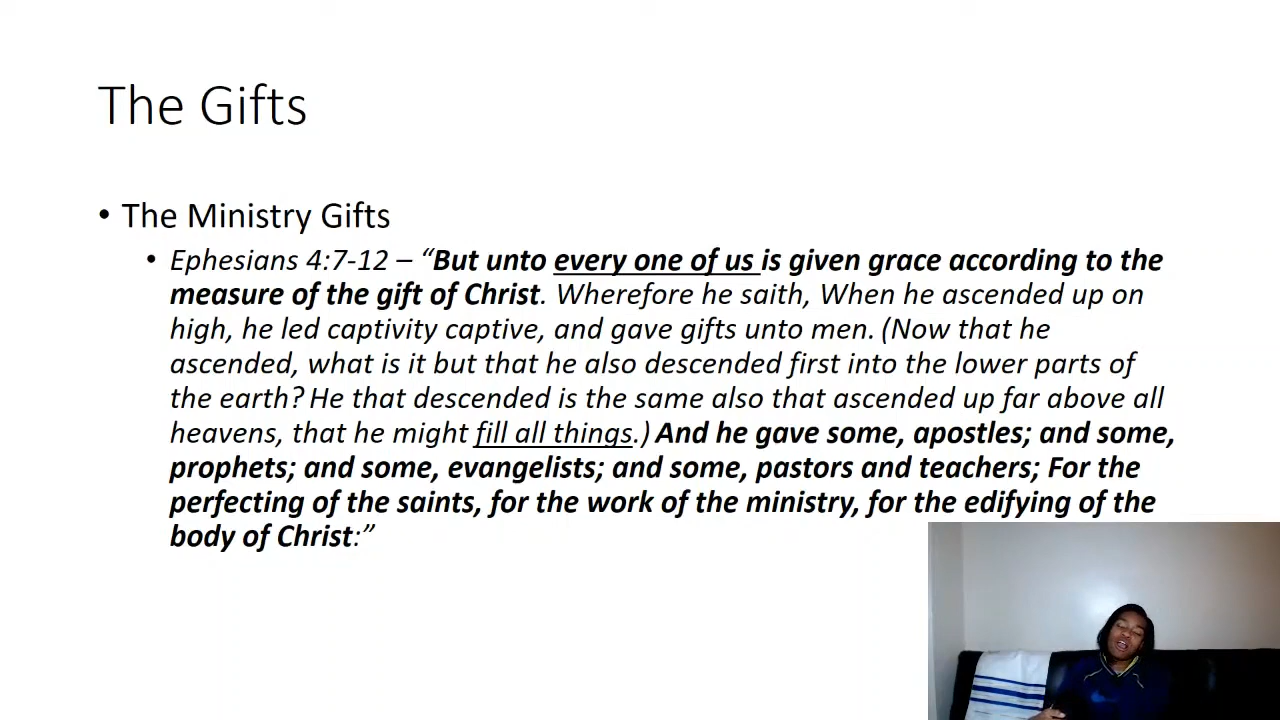 The Gifts
• The Ministry Gifts
• Ephesians 4:7-12 – “But unto every one of us is given grace according to the
measure of the gift of Christ. Wherefore he saith, When he ascended up on
high, he led captivity captive, and gave gifts unto men. (Now that he
ascended, what is it but that he also descended first into the lower parts of
the earth? He that descended is the same also that ascended up far above all
heavens, that he might fill all things.) And he gave some, apostles; and some,
prophets; and some, evangelists; and some, pastors and teachers; For the
perfecting of the saints, for the work of the ministry, for the edifying of the
body of Christ:”